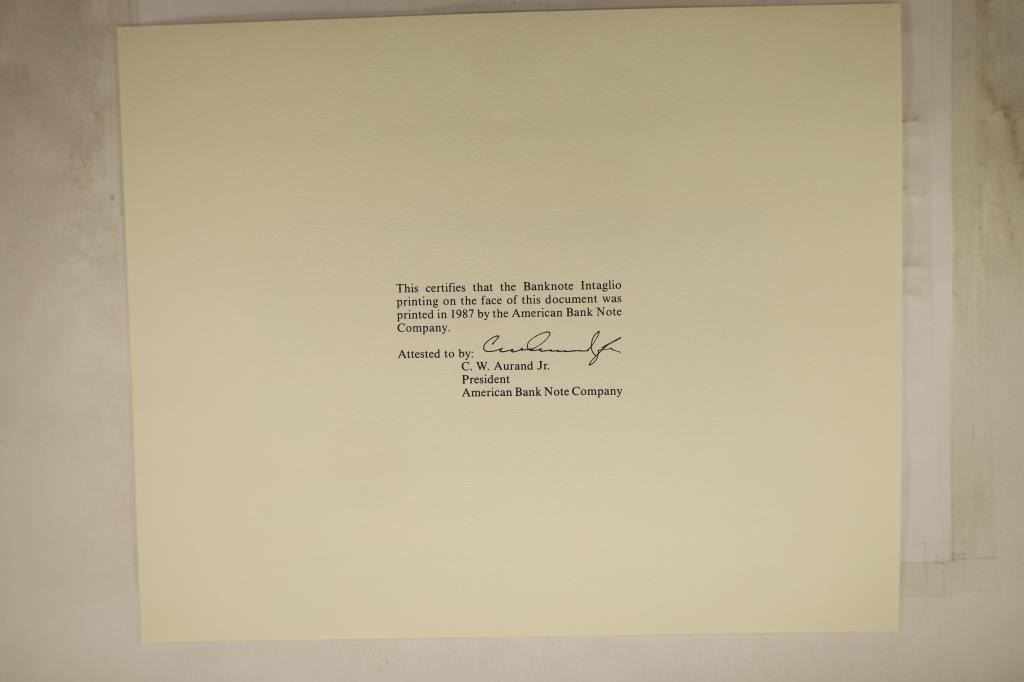 This certifies that the Banknote Intaglio
printing on the face of this document was
printed in 1987 by the American Bank Note
Company.
Attested to by:
C. W. Aurand Jr.
President
American Bank Note Company